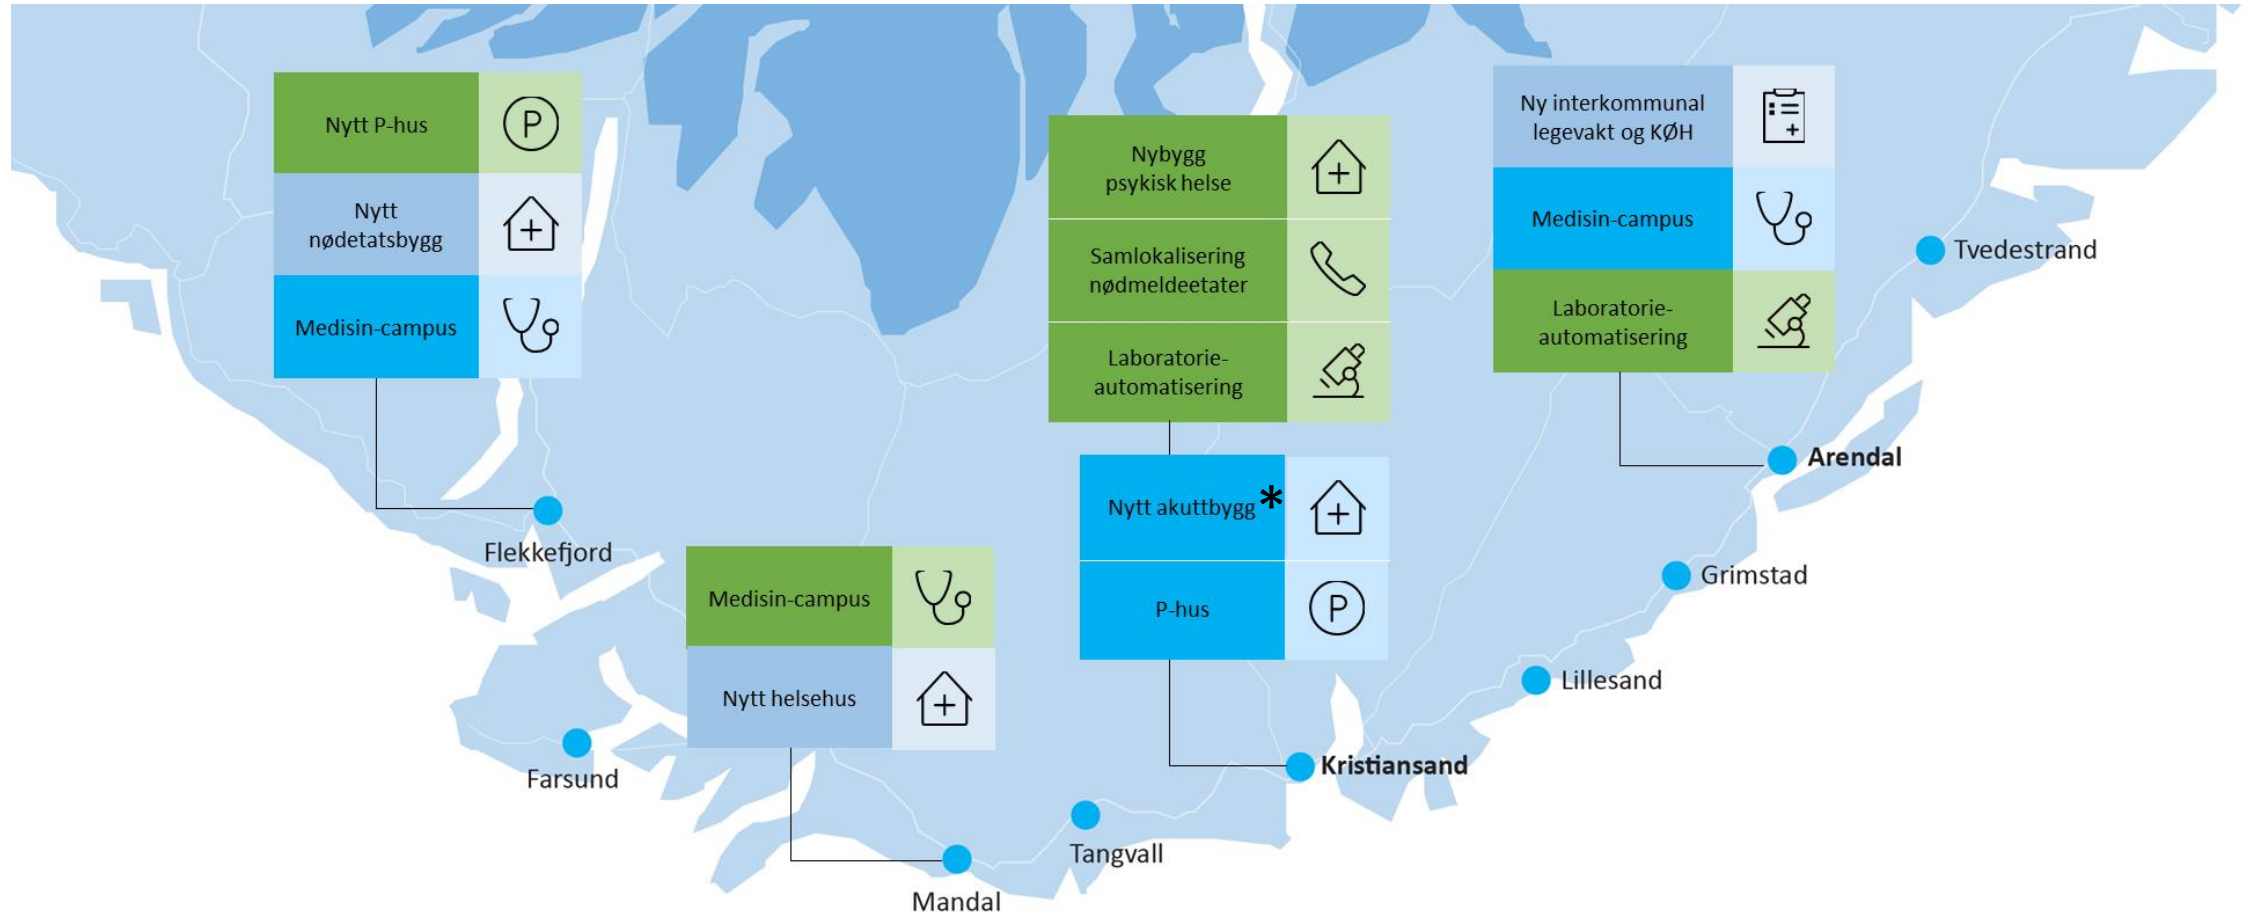 Nytt P-hus
P
Nytt
nødetatsbygg
Medisin-campus
Flekkefjord
Medisin-campus
Nytt helsehus
Farsund
Mandal
Tangvall
Nybygg
psykisk helse
Samlokalisering
nødmeldeetater
Laboratorie-
automatisering
Nytt akuttbygg *
P-hus
P
Kristiansand
Ny interkommunal
legevakt og KØH
Medisin-campus
Laboratorie-
automatisering
Tvedestrand
Arendal
Grimstad
Lillesand